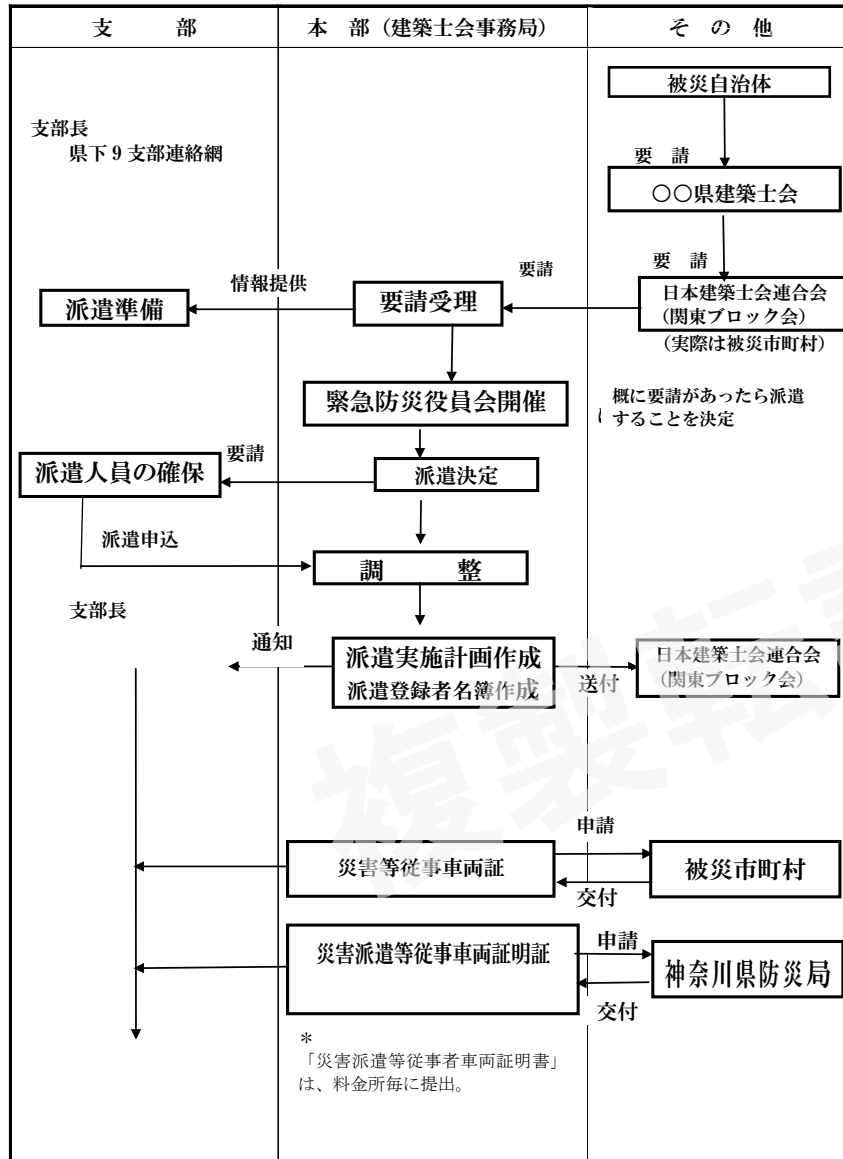 支　　部
本　部（建築士会事務局）
そ　の　他
被災自治体
支部長
県下９支部連絡網
要　請
〇〇県建築士会
要　請
要請
情報提供
派遣準備
要請受理
日本建築士会連合会
(関東ブロック会)
（実際は被災市町村）
緊急防災役員会開催
概に要請があったら派遣
することを決定
要請
派遣人員の確保
派遣決定
派遣申込
調　　整
支部長
通知
派遣実施計画作成
派遣登録者名簿作成
送付
日本建築士会連合会
(関東ブロック会)
申請
災害等従事車両証
被災市町村
交付
災害派遣等従事車両証明証
申請
神奈川県防災局
交付
＊
「災害派遣等従事者車両証明書」
は、料金所毎に提出。
複製転